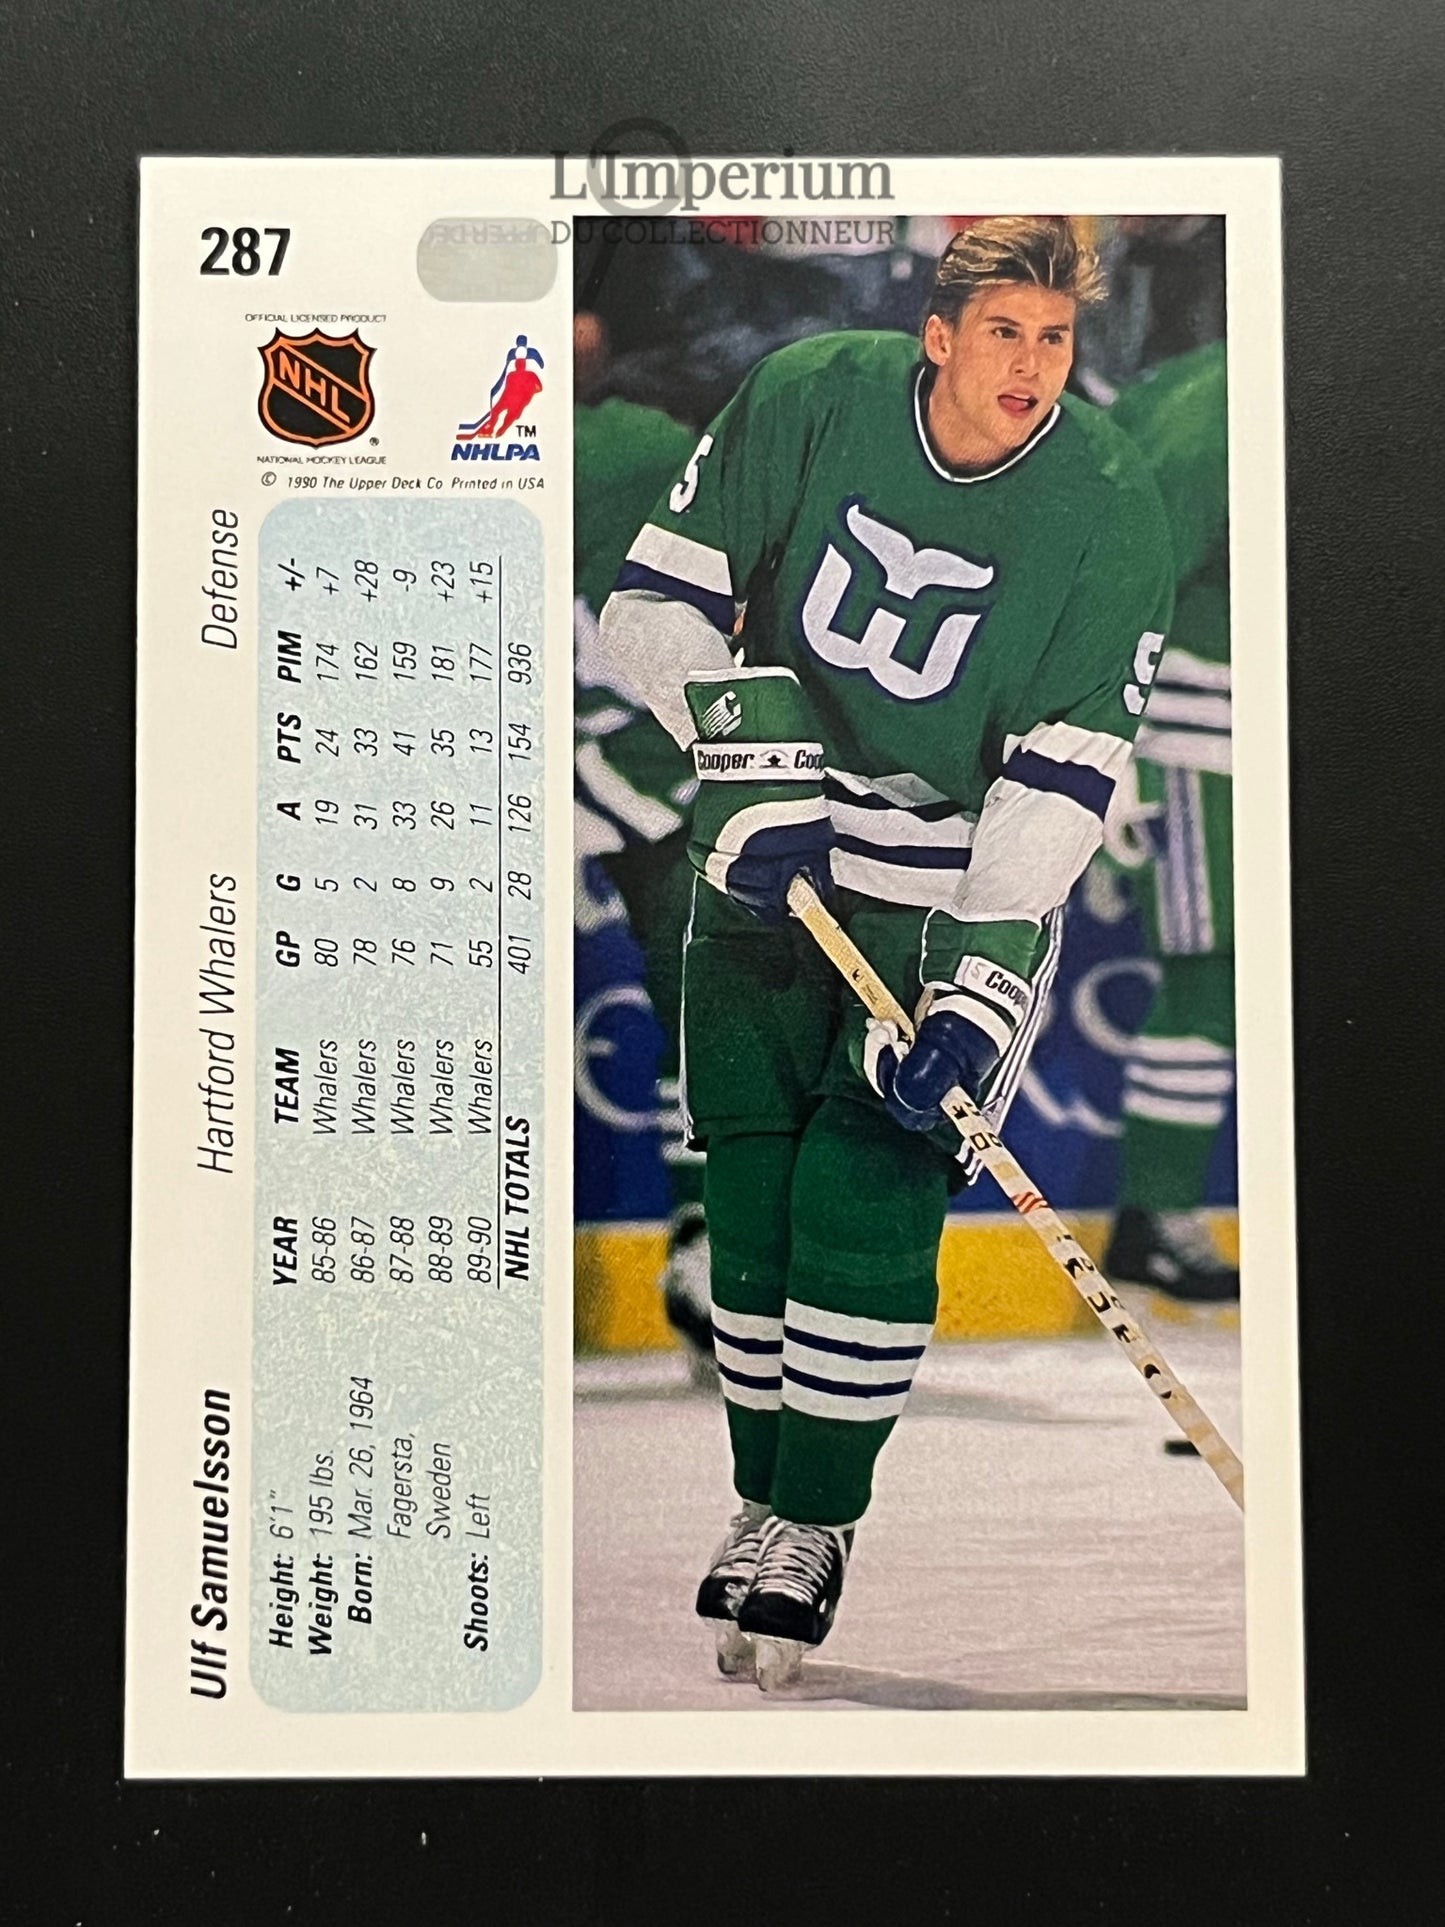 L'Imperium
DU COLLECTIONNEUR
287
OFFICIAL LICENSED PRODUCT
NHL
®
NATIONAL HOCKEY LEAGUE
TM
NHLPA
© 1990 The Upper Deck Co Printed in USA
Ulf Samuelsson Hartford Whalers Defense
Height: 6'1"
Weight: 195 lbs.
Born: Mar. 26, 1964
Fagersta,
Sweden
Shoots: Left
YEAR TEAM GP G A PTS PIM +/-
85-86 Whalers 80 5 19 24 174 +7
86-87 Whalers 78 2 31 33 162 +28
87-88 Whalers 76 8 33 41 159 -9
88-89 Whalers 71 9 26 35 181 +23
89-90 Whalers 55 2 11 13 177 +15
NHL TOTALS 401 28 126 154 936
5
5
Cooper Coo
Coop